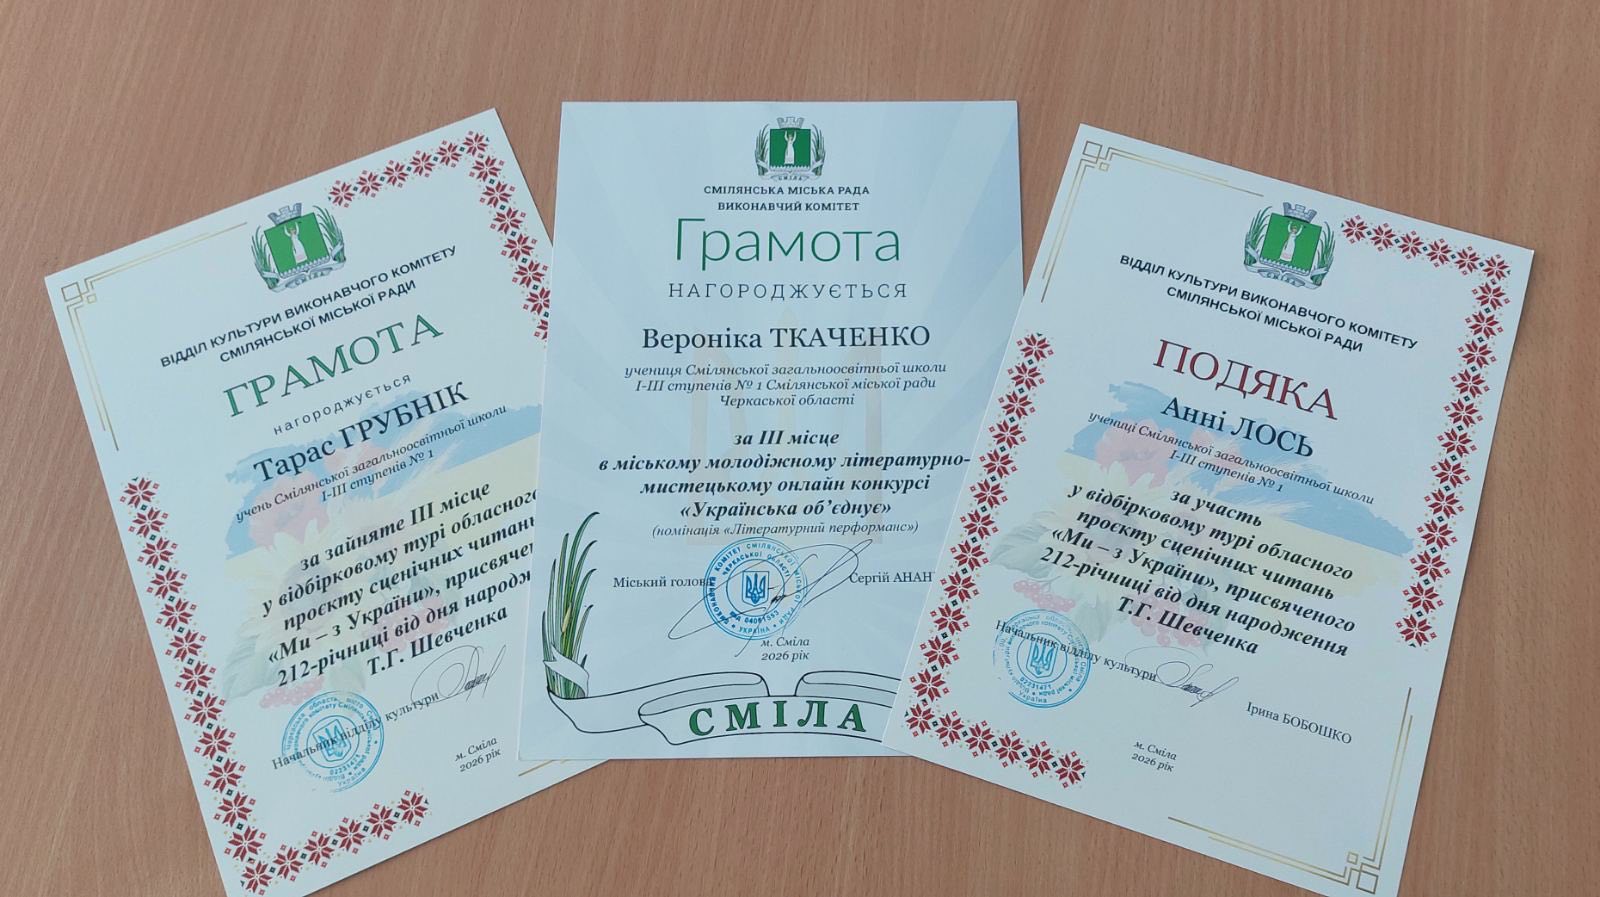 ВІДДІЛ КУЛЬТУРИ ВИКОНАВЧОГО КОМІТЕТУ
СМІЛЯНСЬКОЇ МІСЬКОЇ РАДИ
ГРАМОТА
нагороджується
Тарас ГРУБНІК
учень Смілянської загальноосвітньої школи
І-ІІІ ступенів № 1
за зайняте ІІІ місце
у відбірковому турі обласного
проєкту сценічних читань
«Ми – з України», присвячен
212-річниці від дня народж
Т.Г. Шевченка
Начальник відділу культури
м. Сміла
2026 рік
СМІЛА
СМІЛЯНСЬКА МІСЬКА РАДА
ВИКОНАВЧИЙ КОМІТЕТ
Грамота
НАГОРОДЖУЄТЬСЯ
Вероніка ТКАЧЕНКО
учениця Смілянської загальноосвітньої школи
І-ІІІ ступенів № 1 Смілянської міської ради
Черкаської області
за ІІІ місце
в міському молодіжному літературно-
мистецькому онлайн конкурсі
«Українська об’єднує»
(номінація «Літературний перформанс»)
Міський голова Сергій АНАН
м. Сміла
2026 рік
СМІЛА
ВІДДІЛ КУЛЬТУРИ ВИКОНАВЧОГО КОМІТЕТУ
СМІЛЯНСЬКОЇ МІСЬКОЇ РАДИ
ПОДЯКА
Анні ЛОСЬ
учениці Смілянської загальноосвітньої школи
І-ІІІ ступенів № 1
за участь
у відбірковому турі обласного
проєкту сценічних читань
«Ми – з України», присвяченого
212-річниці від дня народження
Т.Г. Шевченка
Начальник відділу культури
Ірина БОБОШКО
м. Сміла
2026 рік